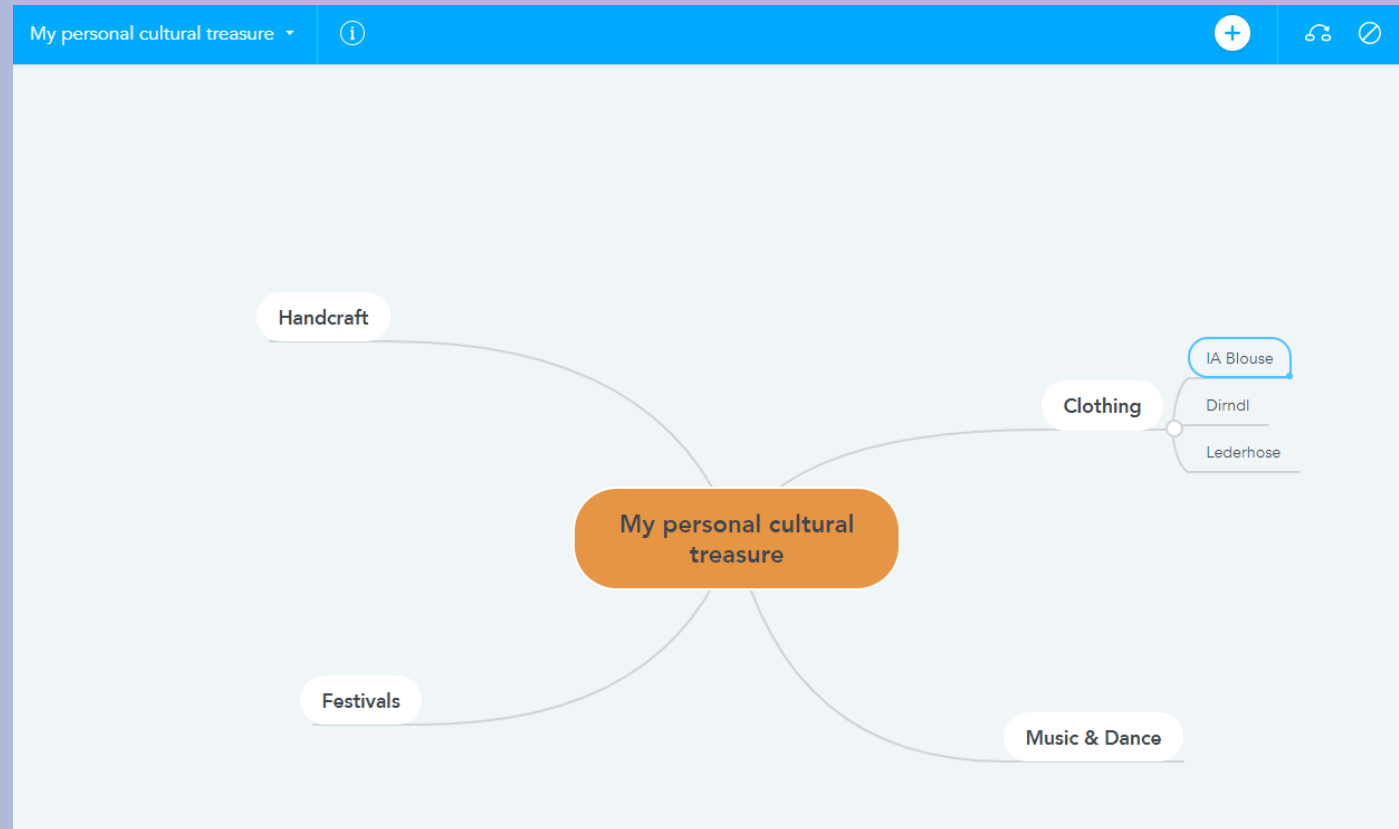 My personal cultural treasure
Handcraft
IA Blouse
Clothing
Dirndl
Lederhose
My personal cultural
treasure
Festivals
Music & Dance